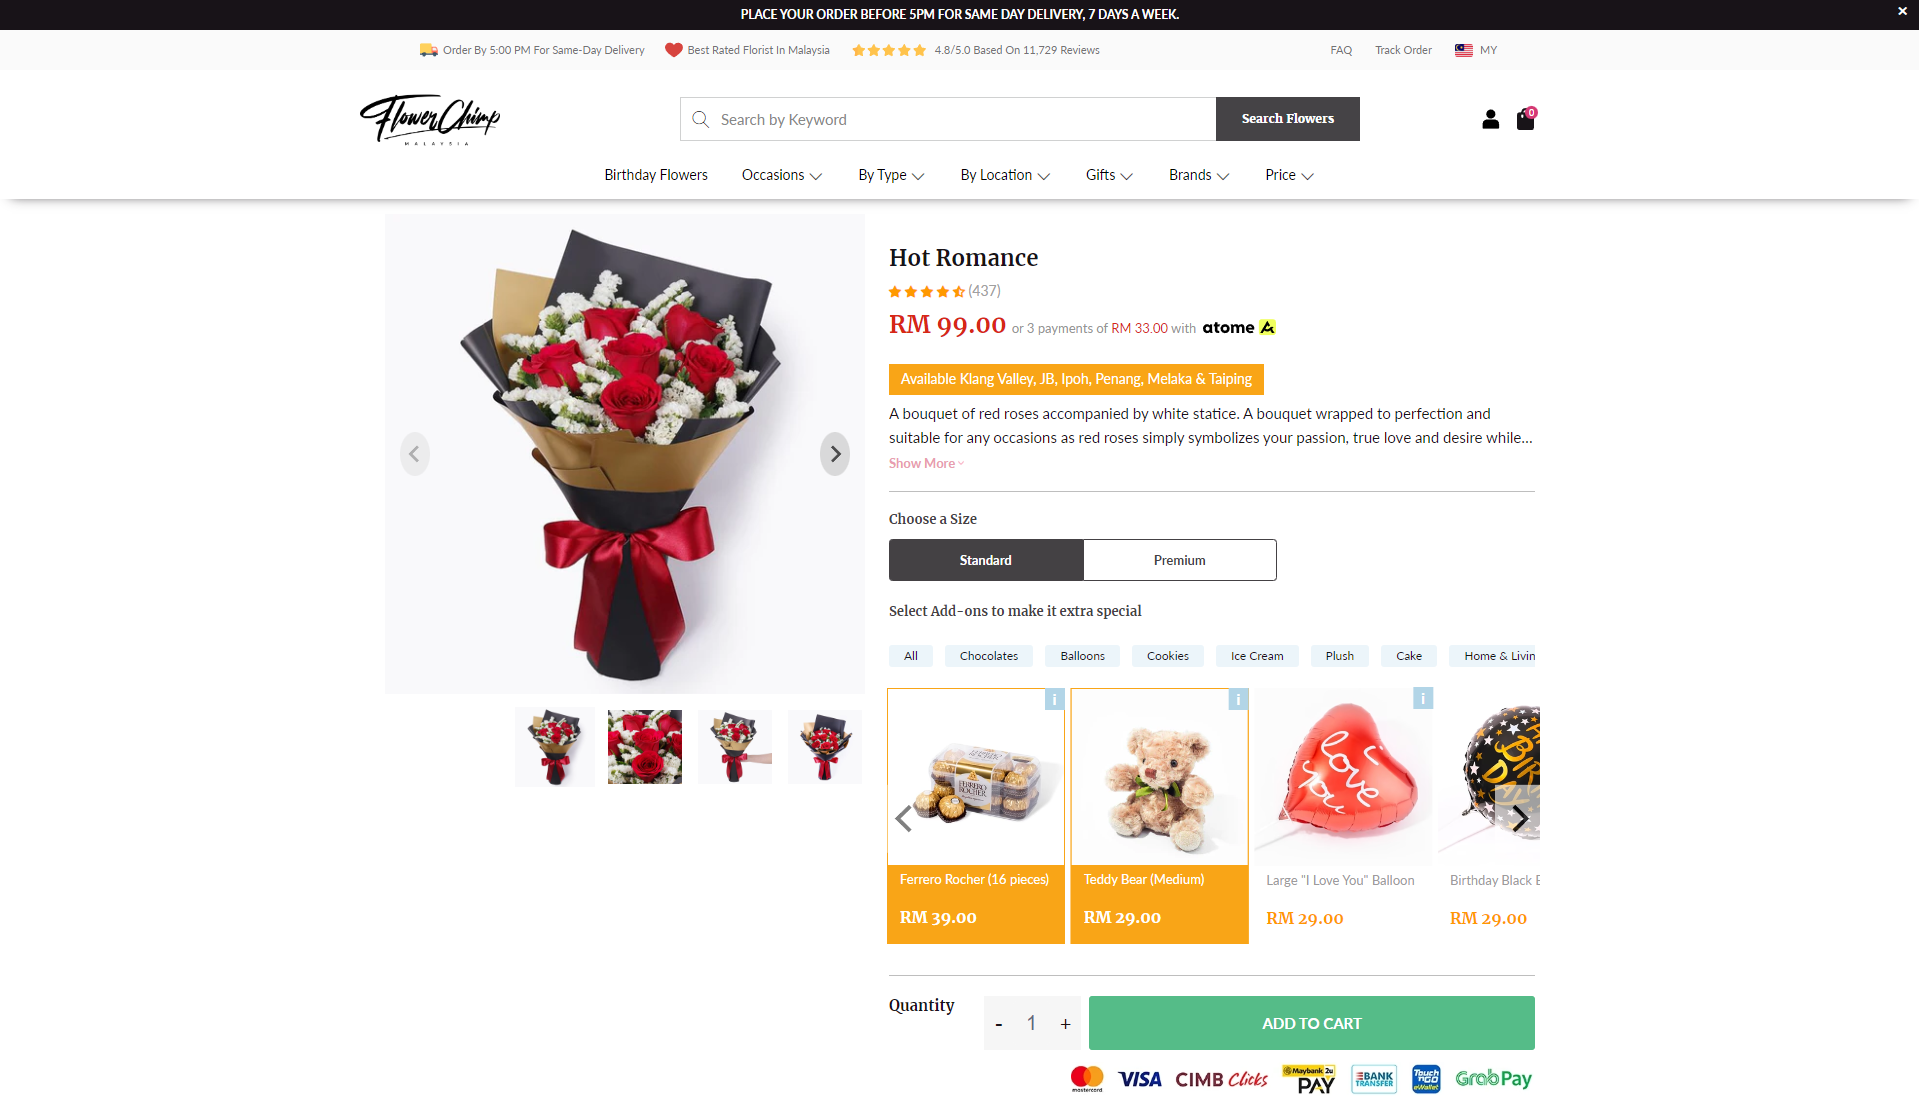 PLACE YOUR ORDER BEFORE 5PM FOR SAME DAY DELIVERY, 7 DAYS A WEEK.
×
Order By 5:00 PM For Same-Day Delivery
Best Rated Florist In Malaysia
4.8/5.0 Based On 11,729 Reviews
FAQ
Track Order
MY
Flower Chimp
MALAYSIA
Search by Keyword
Search Flowers
0
Birthday Flowers
Occasions
By Type
By Location
Gifts
Brands
Price
Hot Romance
(437)
RM 99.00 or 3 payments of RM 33.00 with atome
Available Klang Valley, JB, Ipoh, Penang, Melaka & Taiping
A bouquet of red roses accompanied by white statice. A bouquet wrapped to perfection and
suitable for any occasions as red roses simply symbolizes your passion, true love and desire while...
Show More
Choose a Size
Standard
Premium
Select Add-ons to make it extra special
All
Chocolates
Balloons
Cookies
Ice Cream
Plush
Cake
Home & Livin
i
i
i
FERRERO
ROCHER
i
love
you
Ferrero Rocher (16 pieces)
RM 39.00
Teddy Bear (Medium)
RM 29.00
Large "I Love You" Balloon
RM 29.00
Birthday Black
RM 29.00
Quantity
- 1 +
ADD TO CART
mastercard
VISA
CIMB Clicks
Maybank2u
PAY
BANK
TRANSFER
Touch
'nGO
eWallet
GrabPay